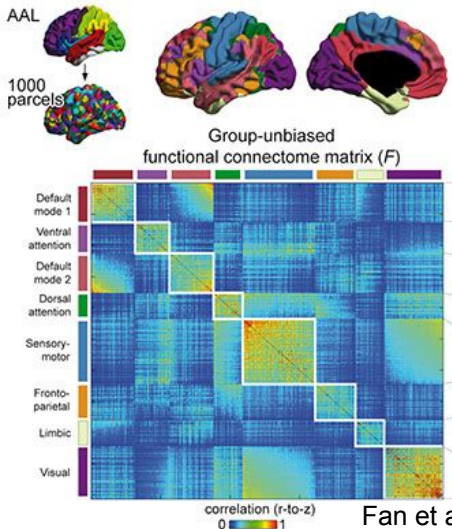 AAL
1000
parcels
Group-unbiased
functional connectome matrix (F)
Default
mode 1
Ventral
attention
Default
mode 2
Dorsal
attention
Sensory-
motor
Fronto-
parietal
Limbic
Visual
correlation (r-to-z)
0 1
Fan et a